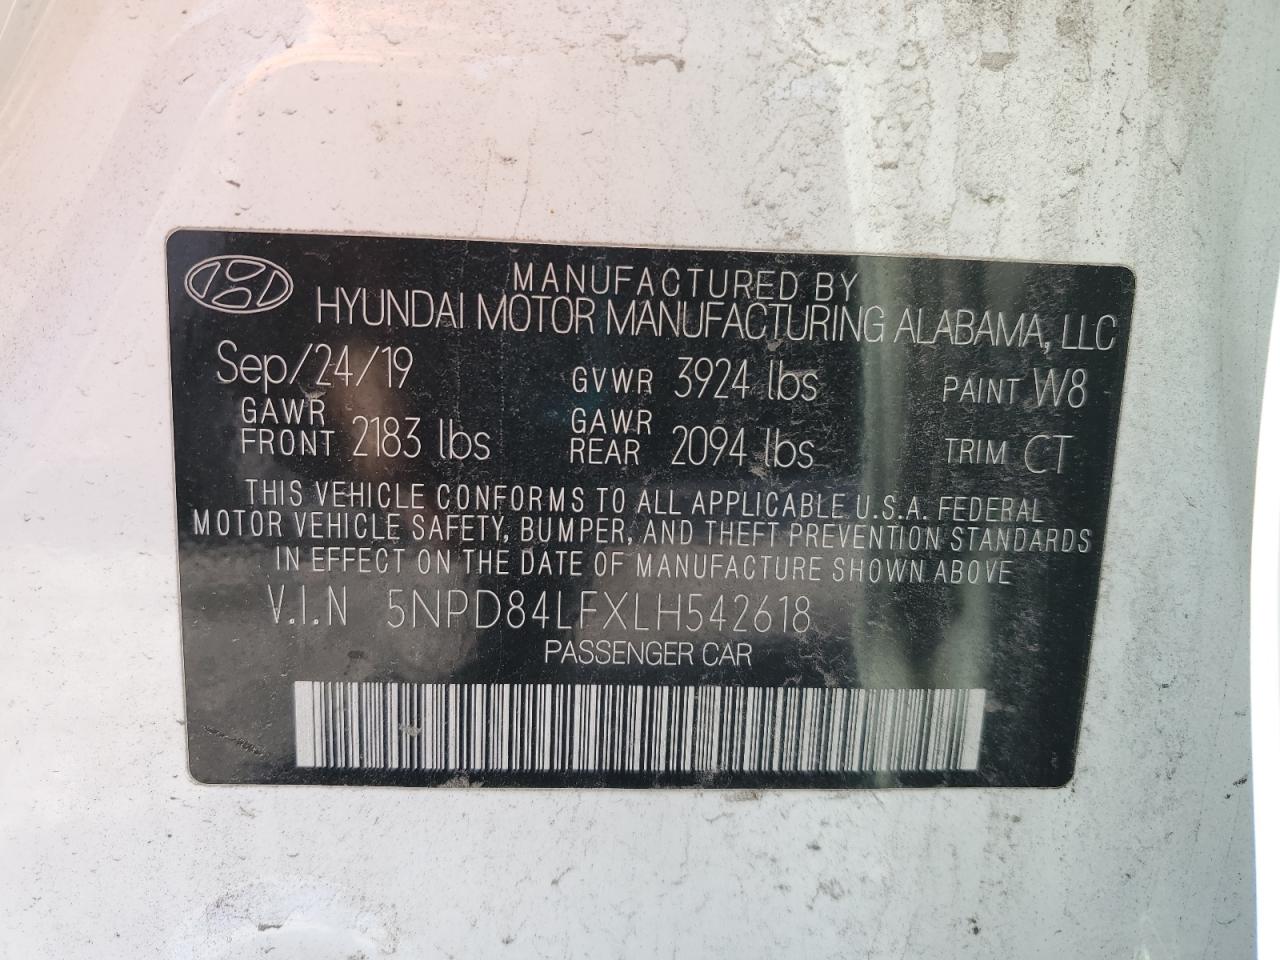 MANUFACTURED BY
HYUNDAI MOTOR MANUFACTURING ALABAMA, LLC
Sep/24/19 GVWR 3924 lbs PAINT W8
GAWR FRONT 2183 lbs GAWR REAR 2094 lbs TRIM CT
THIS VEHICLE CONFORMS TO ALL APPLICABLE U.S.A. FEDERAL
MOTOR VEHICLE SAFETY, BUMPER, AND THEFT PREVENTION STANDARDS
IN EFFECT ON THE DATE OF MANUFACTURE SHOWN ABOVE
V.I.N 5NPD84LFXLH542618
PASSENGER CAR